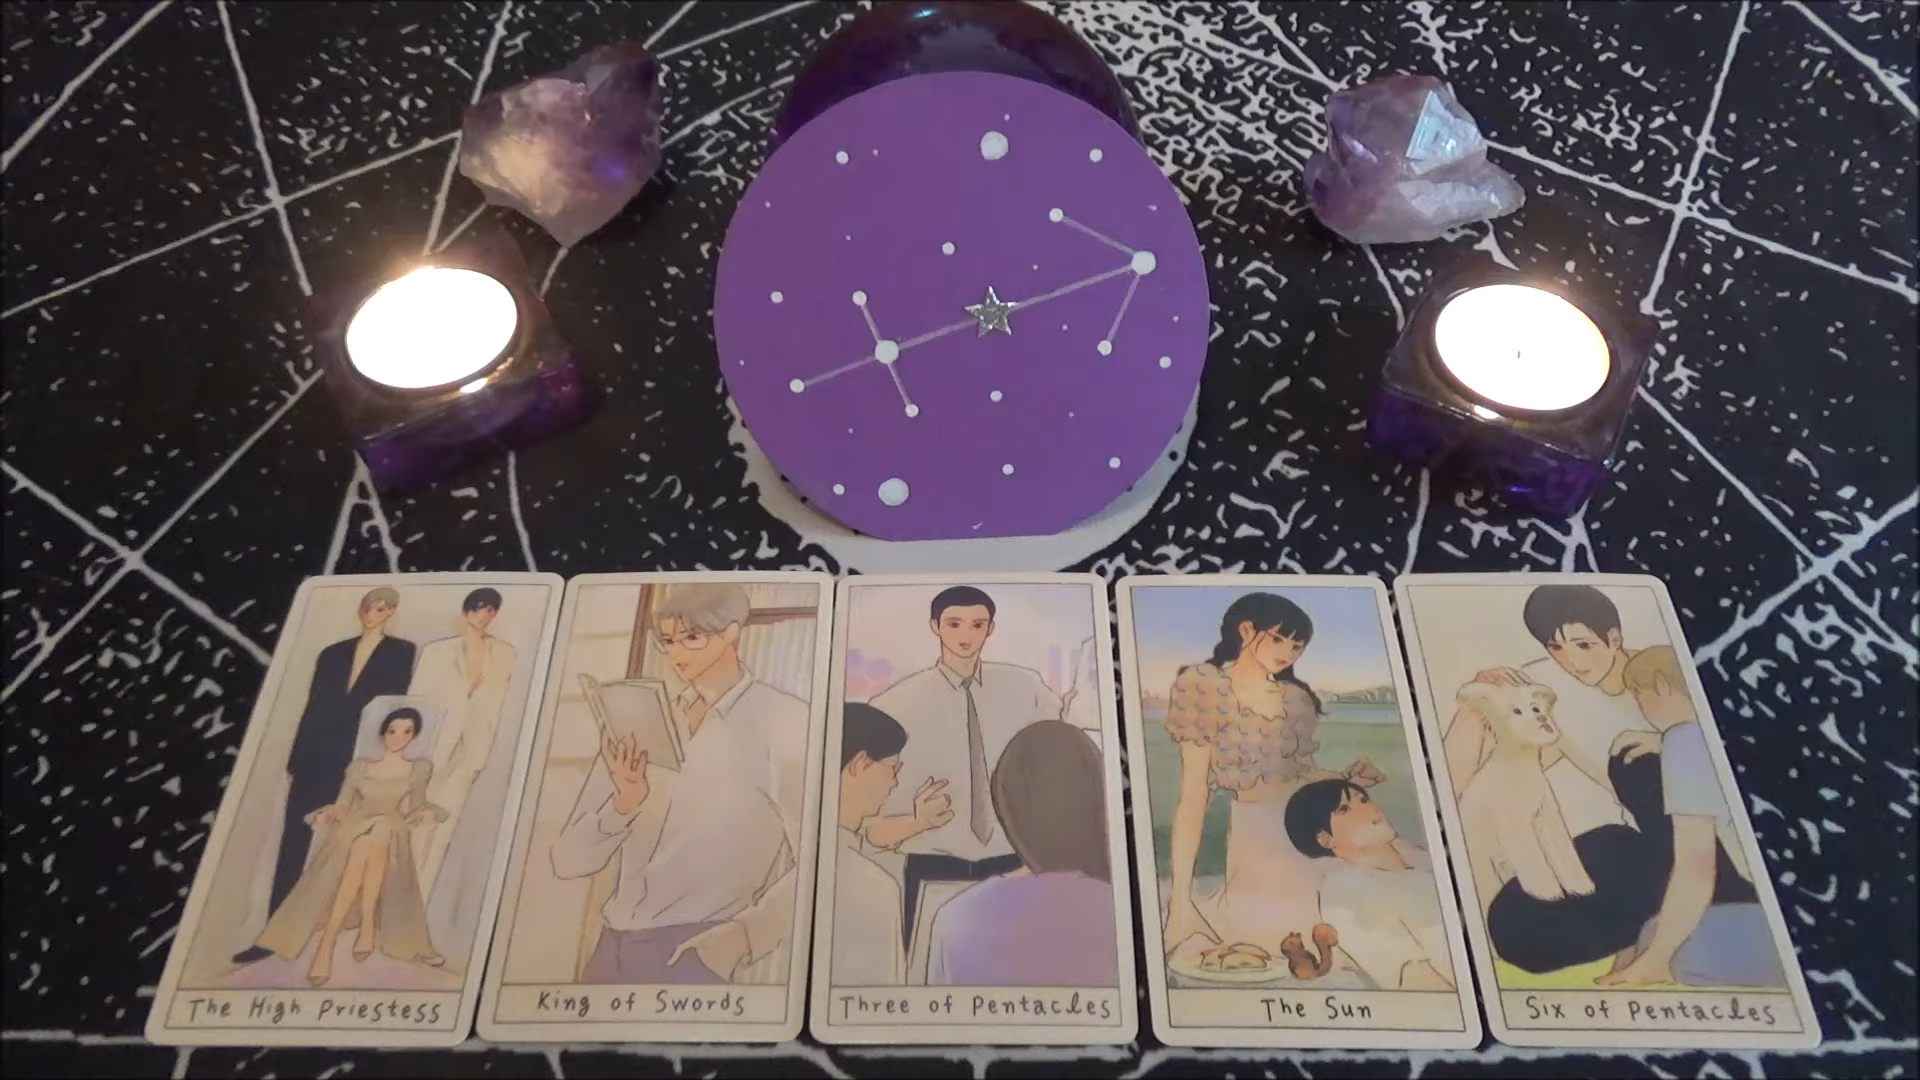 The High Priestess
King of Swords
Three of Pentacles
The Sun
Six of Pentacles